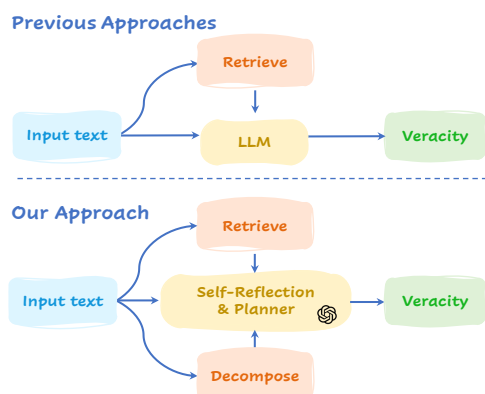 Previous Approaches
Retrieve
Input text
LLM
Veracity
Our Approach
Retrieve
Input text
Self-Reflection
& Planner
Veracity
Decompose